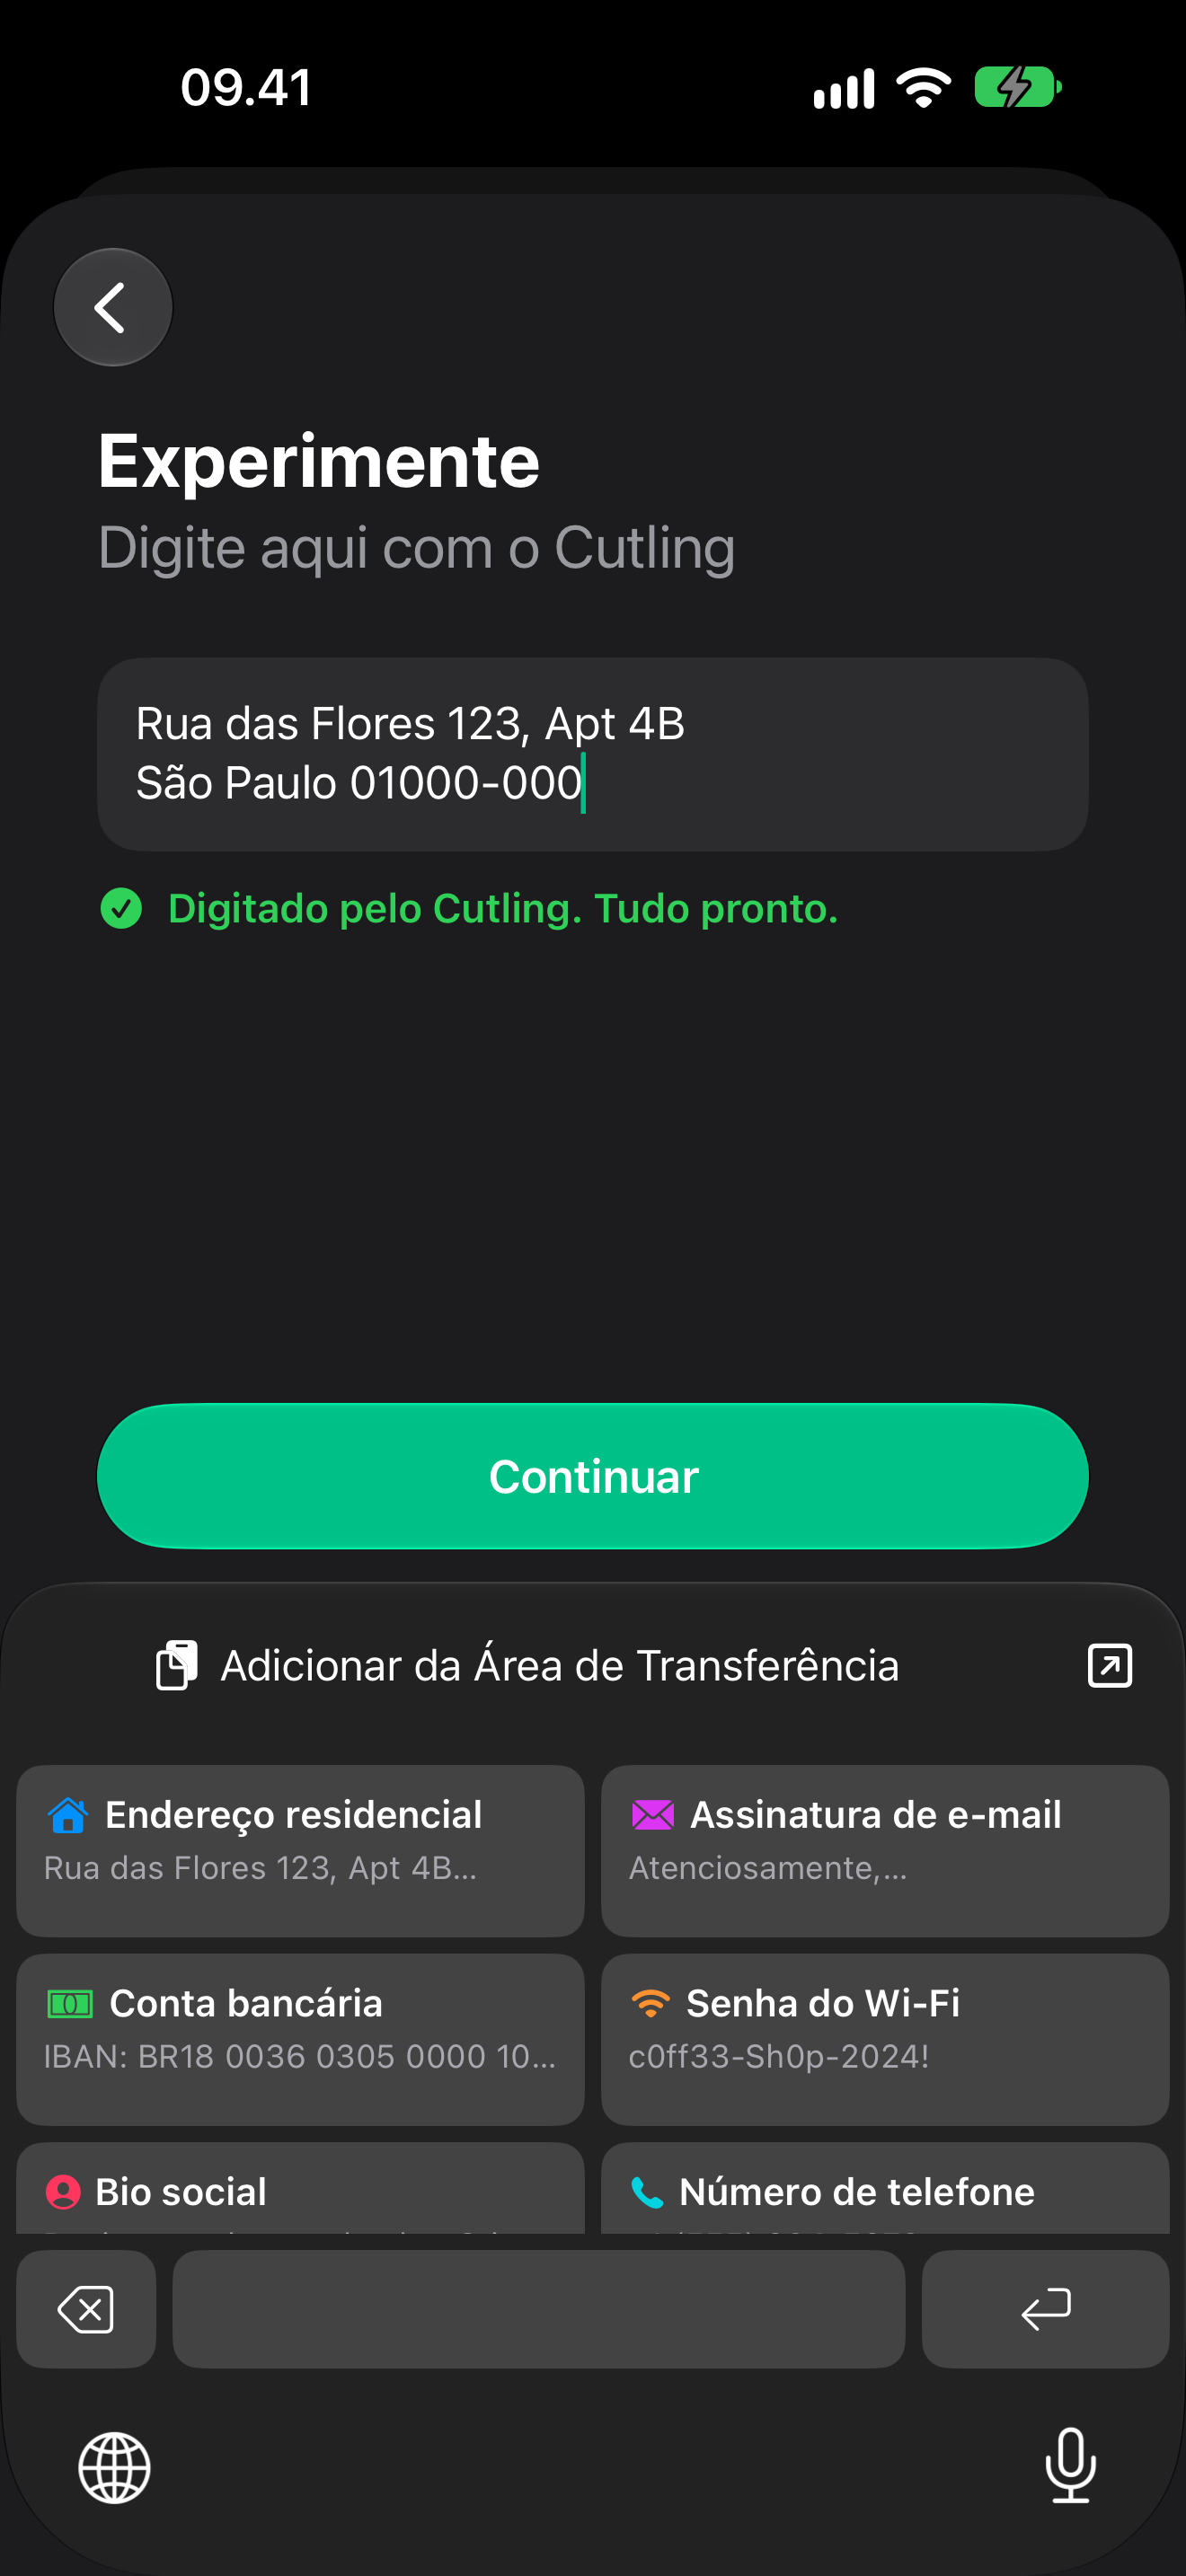 09.41
Experimente
Digite aqui com o Cutling
Rua das Flores 123, Apt 4B
São Paulo 01000-000
Digitado pelo Cutling. Tudo pronto.
Continuar
Adicionar da Área de Transferência
Endereço residencial
Rua das Flores 123, Apt 4B...
Assinatura de e-mail
Atenciosamente,...
Conta bancária
IBAN: BR18 0036 0305 0000 10...
Senha do Wi-Fi
c0ff33-Sh0p-2024!
Bio social
Número de telefone